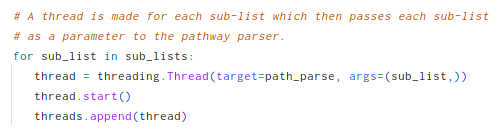 # A thread is made for each sub-list which then passes each sub-list
# as a parameter to the pathway parser.
for sub_list in sub_lists:
    thread = threading.Thread(target=path_parse, args=(sub_list,))
    thread.start()
    threads.append(thread)